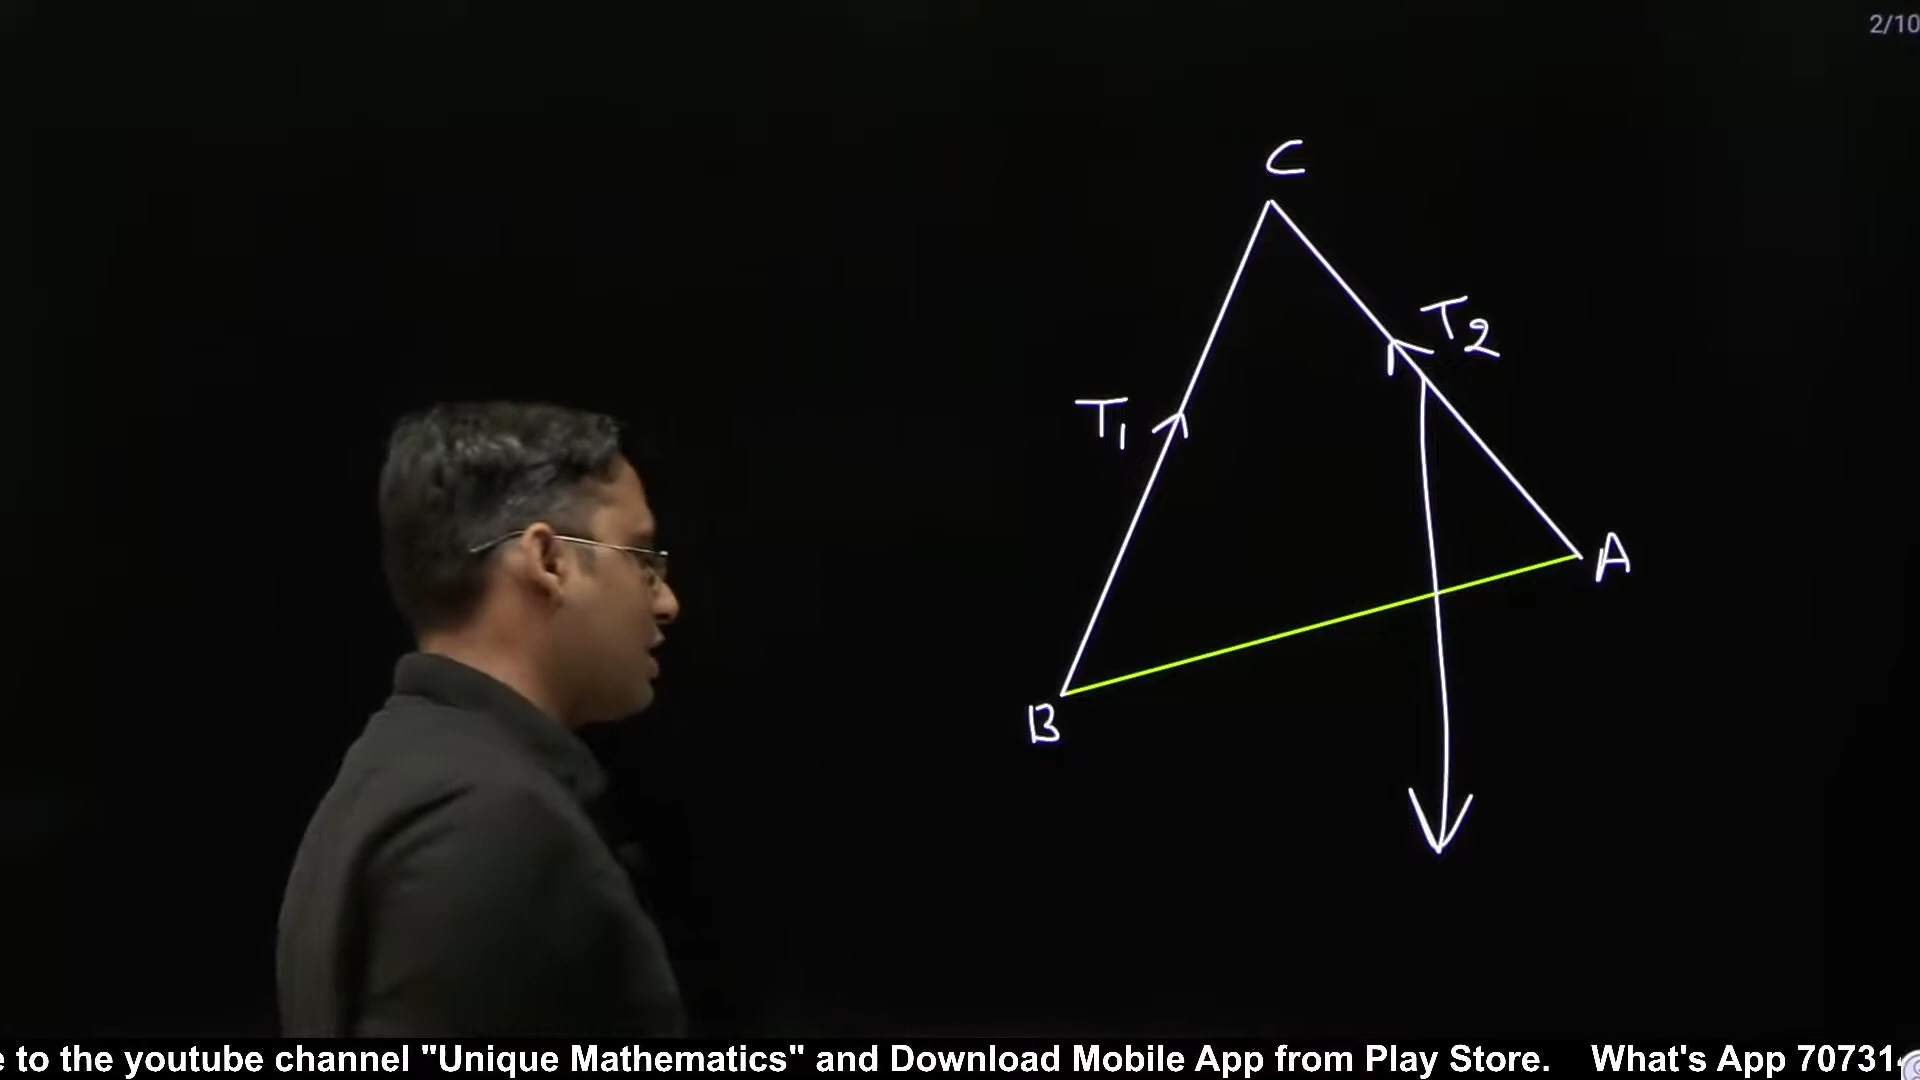 2/10
C
T2
T1
A
B
e to the youtube channel "Unique Mathematics" and Download Mobile App from Play Store. What's App 70731